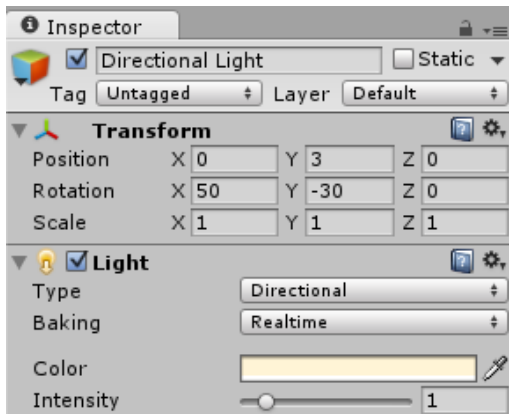 Inspector
Directional Light Static
Tag Untagged Layer Default
Transform
Position X 0 Y 3 Z 0
Rotation X 50 Y -30 Z 0
Scale X 1 Y 1 Z 1
Light
Type Directional
Baking Realtime
Color
Intensity 1